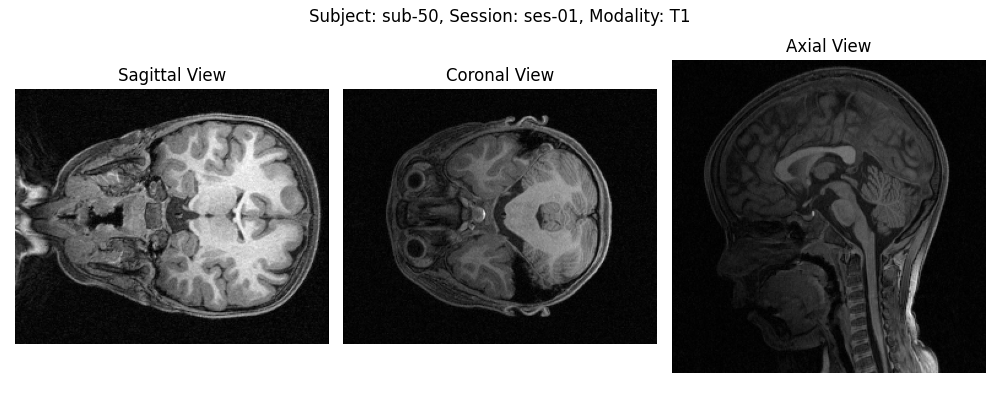 Subject: sub-50, Session: ses-01, Modality: T1
Sagittal View
Coronal View
Axial View